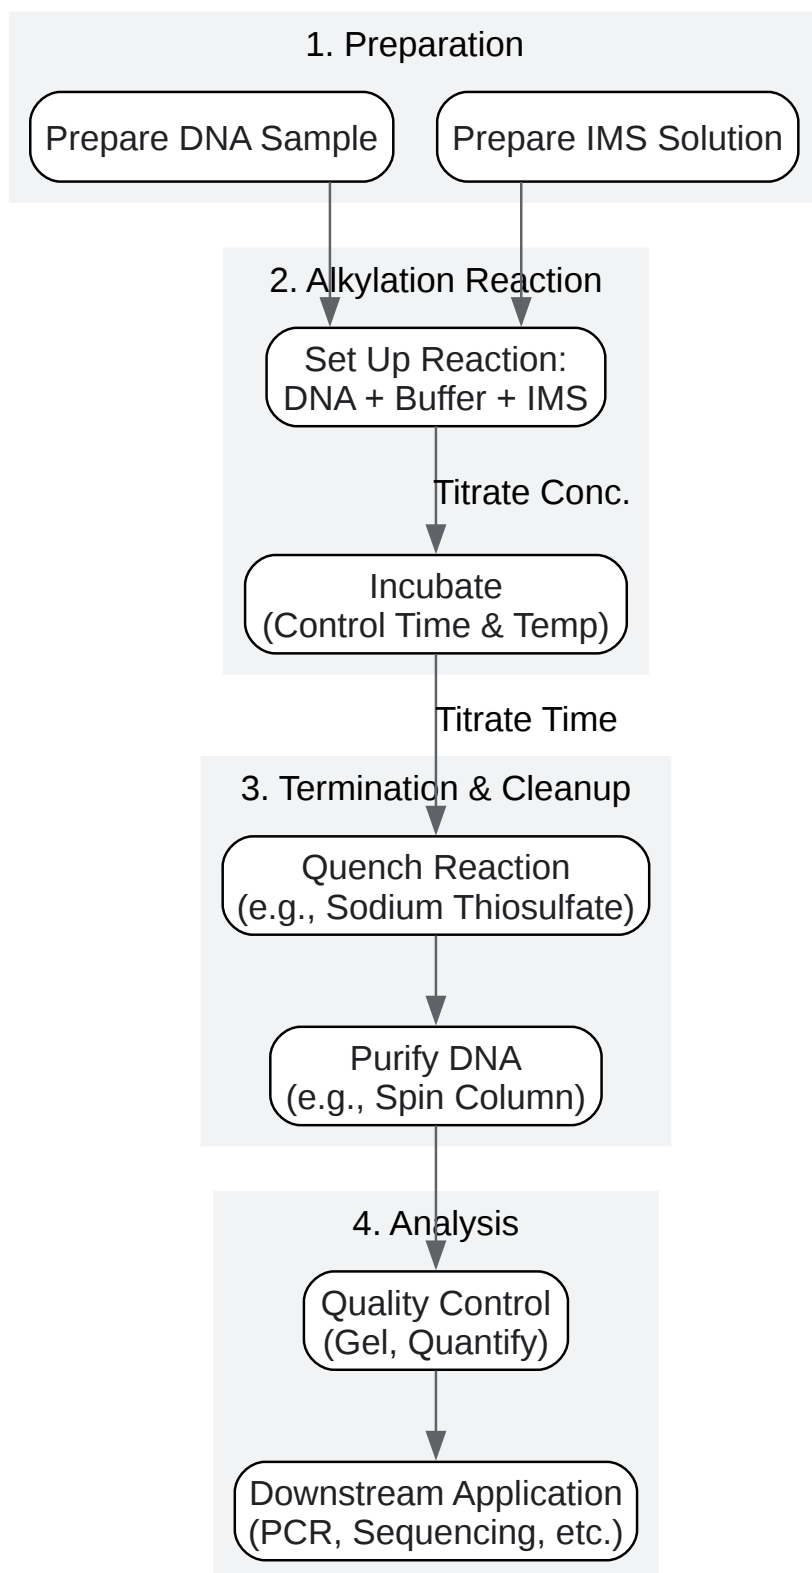 1. Preparation
Prepare DNA Sample
Prepare IMS Solution
2. Alkylation Reaction
Set Up Reaction:
DNA + Buffer + IMS
Titrate Conc.
Incubate
(Control Time & Temp)
Titrate Time
3. Termination & Cleanup
Quench Reaction
(e.g., Sodium Thiosulfate)
Purify DNA
(e.g., Spin Column)
4. Analysis
Quality Control
(Gel, Quantify)
Downstream Application
(PCR, Sequencing, etc.)